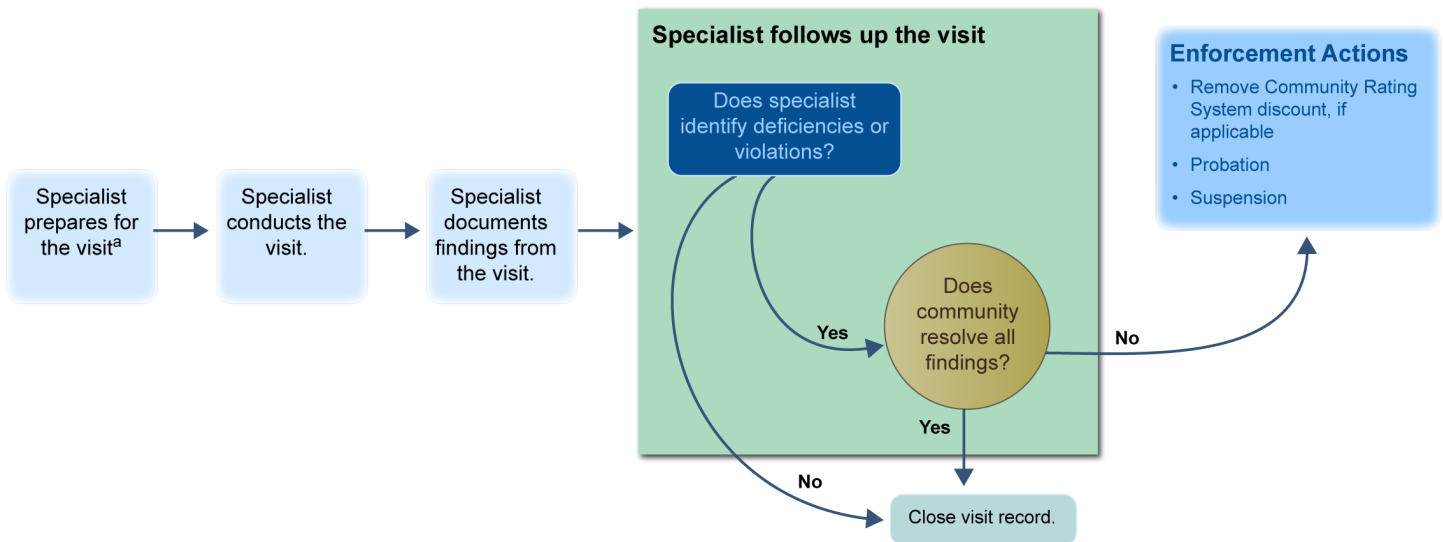 Specialist
prepares for
the visitª
Specialist
conducts the
visit.
Specialist
documents
findings from
the visit.
Specialist follows up the visit
Does specialist
identify deficiencies or
violations?
Yes
No
Does
community
resolve all
findings?
Yes
No
Close visit record.
Enforcement Actions
• Remove Community Rating
System discount, if
applicable
• Probation
• Suspension